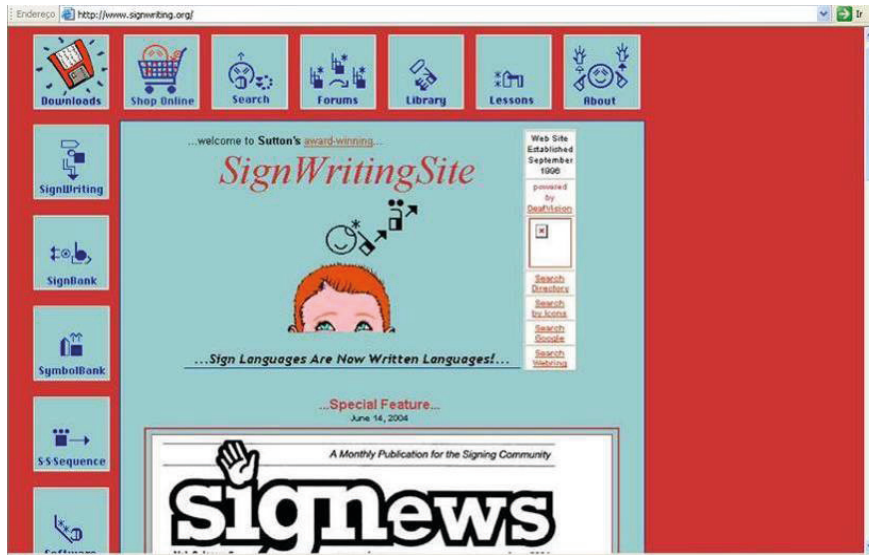 Endereço http://www.signwriting.org/ Ir
Downloads
Shop Online
Search
Forums
Library
Lessons
About
SignWriting
SignBank
SymbolBank
S-S-Sequence
Software
...welcome to Sutton's award-winning...
SignWritingSite
...Sign Languages Are Now Written Languages!...
Web Site
Established
September
1996
powered
by
DeafVision
Search
Directory
Search
by Icons
Search
Google
Search
Webring
...Special Feature...
June 14, 2004
A Monthly Publication for the Signing Community
signews